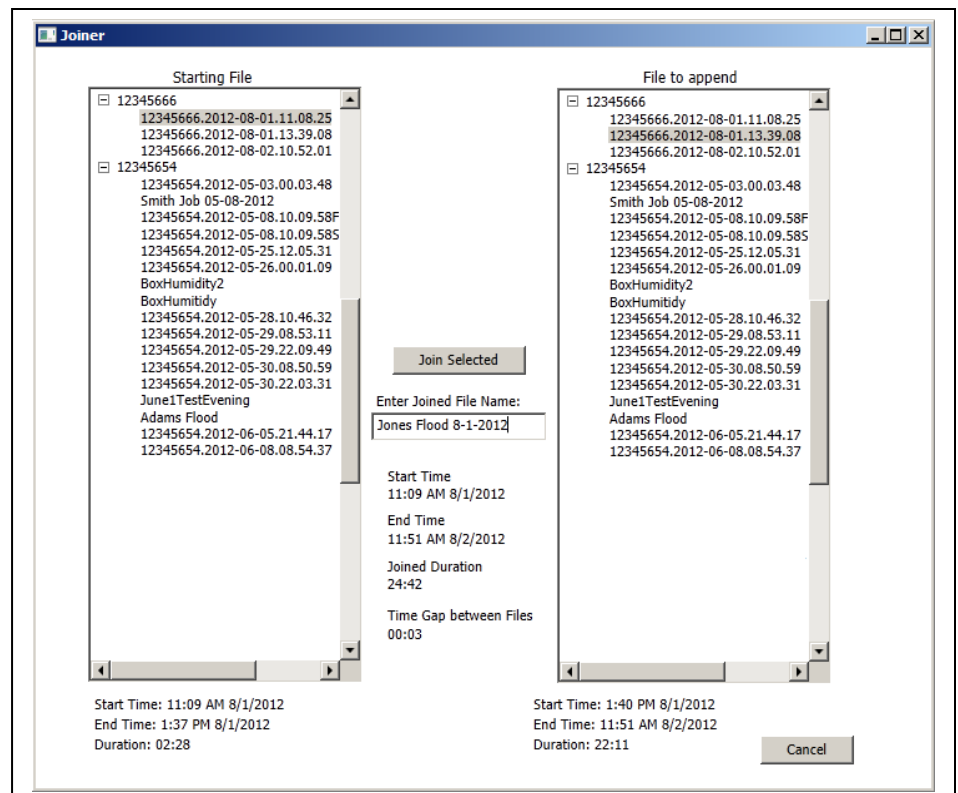 Joiner
Starting File
12345666
12345666.2012-08-01.11.08.25
12345666.2012-08-01.13.39.08
12345666.2012-08-02.10.52.01
12345654
12345654.2012-05-03.00.03.48
Smith Job 05-08-2012
12345654.2012-05-08.10.09.58F
12345654.2012-05-08.10.09.58S
12345654.2012-05-25.12.05.31
12345654.2012-05-26.00.01.09
BoxHumidity2
BoxHumitidy
12345654.2012-05-28.10.46.32
12345654.2012-05-29.08.53.11
12345654.2012-05-29.22.09.49
12345654.2012-05-30.08.50.59
12345654.2012-05-30.22.03.31
June1TestEvening
Adams Flood
12345654.2012-06-05.21.44.17
12345654.2012-06-08.08.54.37
Start Time: 11:09 AM 8/1/2012
End Time: 1:37 PM 8/1/2012
Duration: 02:28
Join Selected
Enter Joined File Name:
Jones Flood 8-1-2012
Start Time
11:09 AM 8/1/2012
End Time
11:51 AM 8/2/2012
Joined Duration
24:42
Time Gap between Files
00:03
File to append
12345666
12345666.2012-08-01.11.08.25
12345666.2012-08-01.13.39.08
12345666.2012-08-02.10.52.01
12345654
12345654.2012-05-03.00.03.48
Smith Job 05-08-2012
12345654.2012-05-08.10.09.58F
12345654.2012-05-08.10.09.58S
12345654.2012-05-25.12.05.31
12345654.2012-05-26.00.01.09
BoxHumidity2
BoxHumitidy
12345654.2012-05-28.10.46.32
12345654.2012-05-29.08.53.11
12345654.2012-05-29.22.09.49
12345654.2012-05-30.08.50.59
12345654.2012-05-30.22.03.31
June1TestEvening
Adams Flood
12345654.2012-06-05.21.44.17
12345654.2012-06-08.08.54.37
Start Time: 1:40 PM 8/1/2012
End Time: 11:51 AM 8/2/2012
Duration: 22:11
Cancel